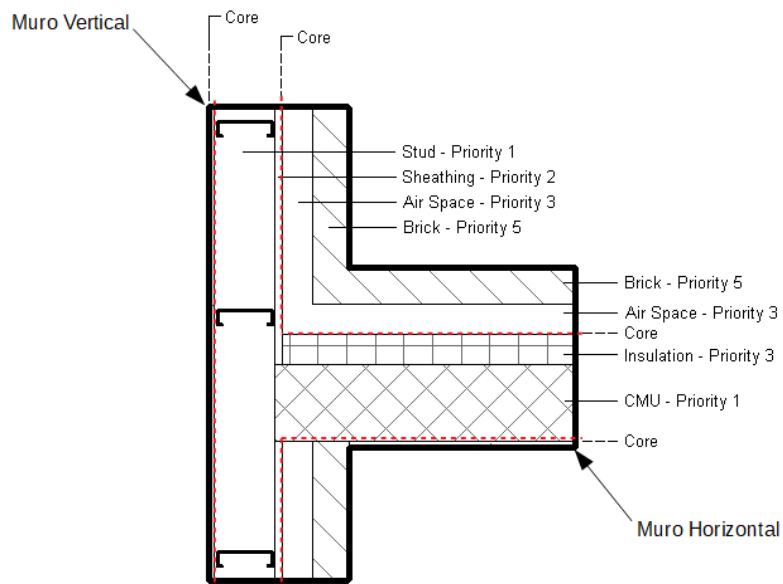 Muro Vertical
Core
Core
Stud - Priority 1
Sheathing - Priority 2
Air Space - Priority 3
Brick - Priority 5
Brick - Priority 5
Air Space - Priority 3
Core
Insulation - Priority 3
CMU - Priority 1
Core
Muro Horizontal